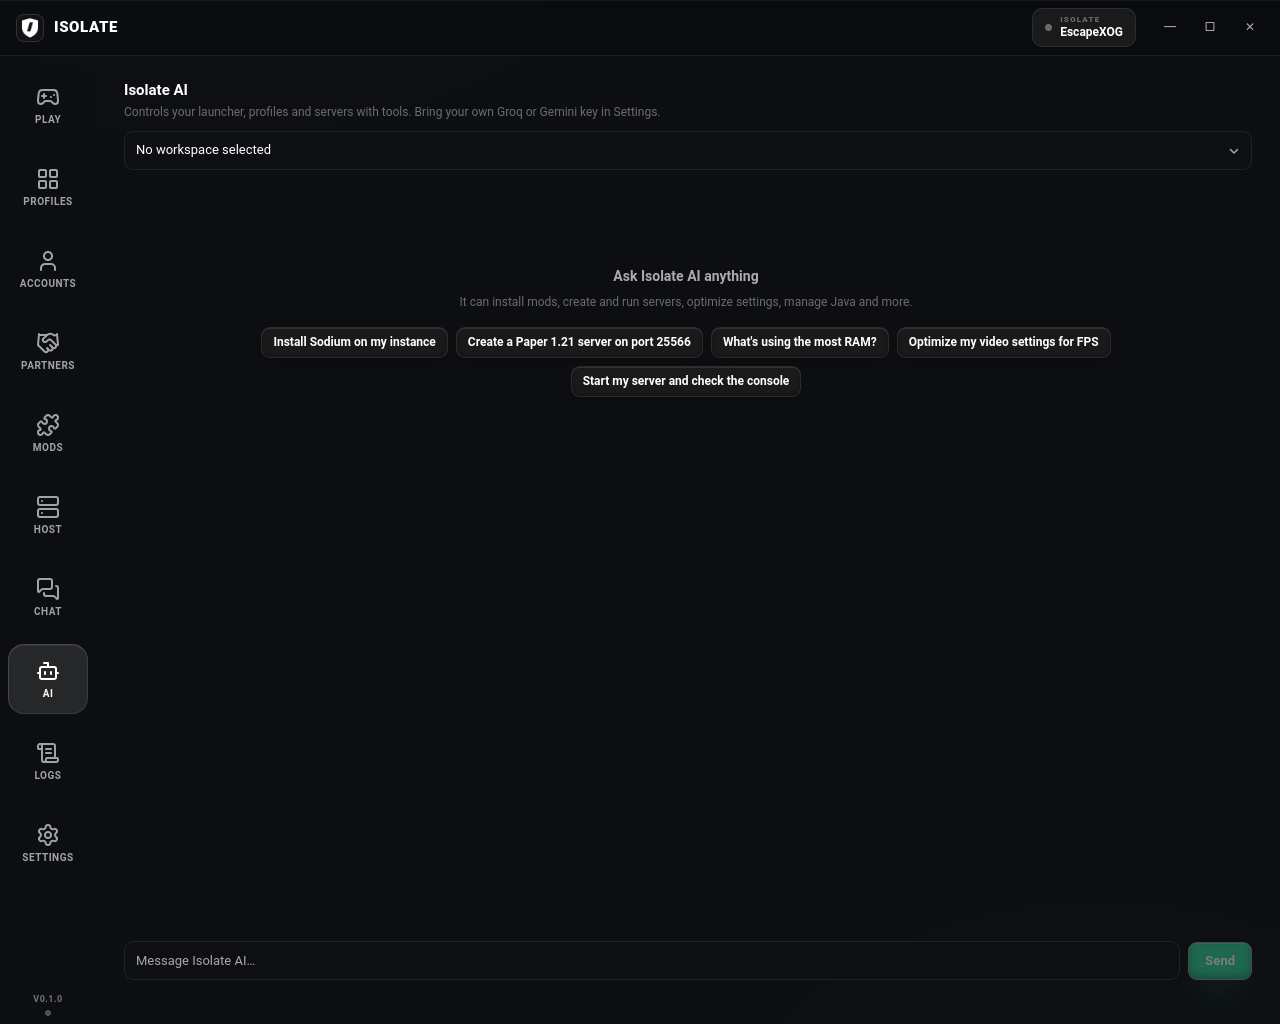 ISOLATE
ISOLATE
EscapeXOG
PLAY
PROFILES
ACCOUNTS
PARTNERS
MODS
HOST
CHAT
AI
LOGS
SETTINGS
V0.1.0
Isolate AI
Controls your launcher, profiles and servers with tools. Bring your own Groq or Gemini key in Settings.
No workspace selected
Ask Isolate AI anything
It can install mods, create and run servers, optimize settings, manage Java and more.
Install Sodium on my instance
Create a Paper 1.21 server on port 25566
What's using the most RAM?
Optimize my video settings for FPS
Start my server and check the console
Message Isolate AI…
Send